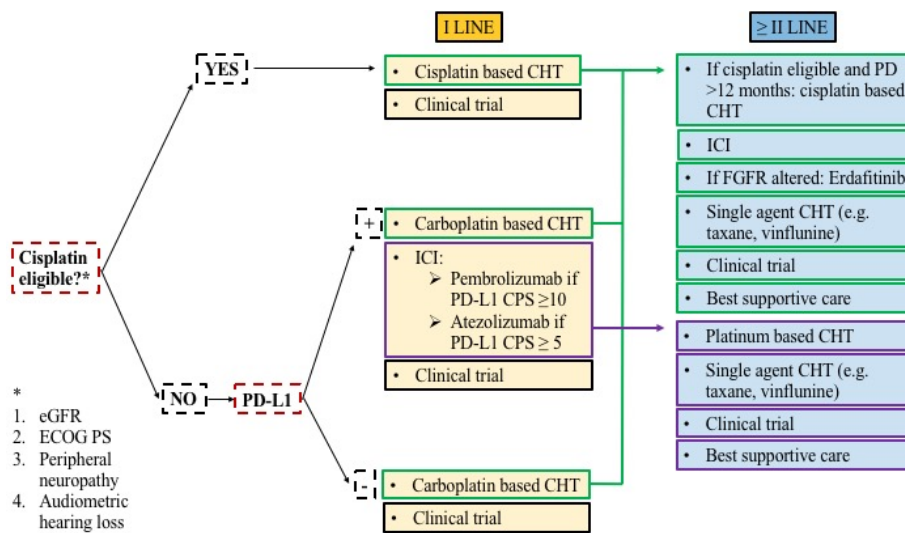 I LINE
≥ II LINE
YES
• Cisplatin based CHT
• Clinical trial
• If cisplatin eligible and PD
>12 months: cisplatin based
CHT
• ICI
• If FGFR altered: Erdafitinib
• Single agent CHT (e.g.
taxane, vinflunine)
• Clinical trial
• Best supportive care
+
• Carboplatin based CHT
• ICI:
➢ Pembrolizumab if
PD-L1 CPS ≥10
➢ Atezolizumab if
PD-L1 CPS ≥ 5
• Clinical trial
• Platinum based CHT
• Single agent CHT (e.g.
taxane, vinflunine)
• Clinical trial
• Best supportive care
Cisplatin
eligible?*
NO
PD-L1
-
• Carboplatin based CHT
• Clinical trial
*
1. eGFR
2. ECOG PS
3. Peripheral
neuropathy
4. Audiometric
hearing loss